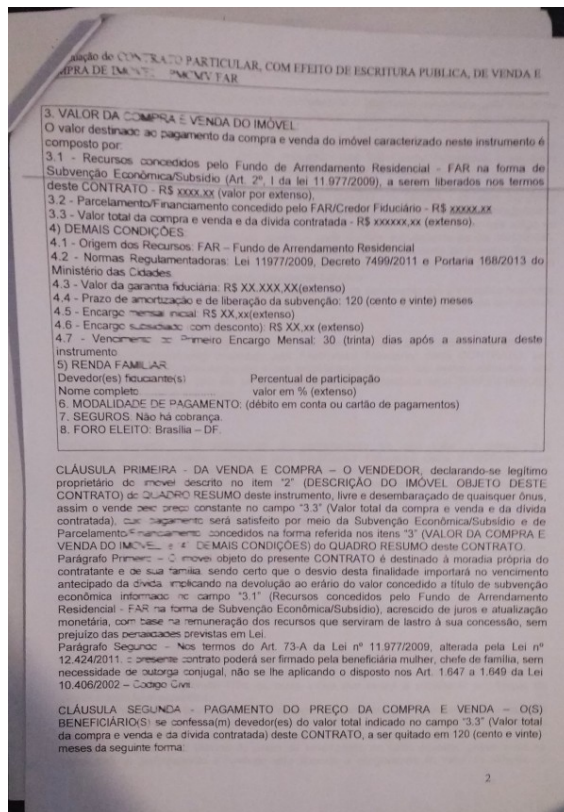 CONTRATO PARTICULAR, COM EFEITO DE ESCRITURA PUBLICA, DE VENDA E
PMCMV FAR
3. VALOR DA COMPRA E VENDA DO IMÓVEL
O valor destinado ao pagamento da compra e venda do imóvel caracterizado neste instrumento é
composto por:
3.1 - Recursos concedidos pelo Fundo de Arrendamento Residencial - FAR na forma de
Subvenção Econômica/Subsídio (Art. 2º, I da lei 11.977/2009), a serem liberados nos termos
deste CONTRATO - R$ xxxx,xx (valor por extenso).
3.2 - Parcelamento/Financiamento concedido pelo FAR/Credor Fiduciário - R$ xxxxx,xx
3.3 - Valor total da compra e venda e da dívida contratada - R$ xxxxxx,xx (extenso).
4) DEMAIS CONDIÇÕES
4.1 - Origem dos Recursos: FAR – Fundo de Arrendamento Residencial
4.2 - Normas Regulamentadoras: Lei 11977/2009, Decreto 7499/2011 e Portaria 168/2013 do
Ministério das Cidades
4.3 - Valor da garantia fiduciária: R$ XX.XXX,XX(extenso)
4.4 - Prazo de amortização e de liberação da subvenção: 120 (cento e vinte) meses
4.5 - Encargo mensal inicial: R$ XX,xx(extenso)
4.6 - Encargo subsidiado com desconto): R$ XX,xx (extenso)
4.7 - Vencimento do Primeiro Encargo Mensal: 30 (trinta) dias após a assinatura deste
instrumento
5) RENDA FAMILIAR
Devedor(es) fiduciante(s) Percentual de participação
Nome completo valor em % (extenso)
6. MODALIDADE DE PAGAMENTO: (débito em conta ou cartão de pagamentos)
7. SEGUROS: Não há cobrança.
8. FORO ELEITO: Brasília – DF.
CLÁUSULA PRIMEIRA - DA VENDA E COMPRA – O VENDEDOR, declarando-se legítimo
proprietário do imóvel descrito no item "2" (DESCRIÇÃO DO IMÓVEL OBJETO DESTE
CONTRATO) do QUADRO RESUMO deste instrumento, livre e desembaraçado de quaisquer ônus,
assim o vende pelo preço constante no campo "3.3" (Valor total da compra e venda e da dívida
contratada), cujo pagamento será satisfeito por meio da Subvenção Econômica/Subsídio e de
Parcelamento/Financiamento concedidos na forma referida nos itens "3" (VALOR DA COMPRA E
VENDA DO IMÓVEL e 4" DEMAIS CONDIÇÕES) do QUADRO RESUMO deste CONTRATO.
Parágrafo Primeiro – O imóvel objeto do presente CONTRATO é destinado à moradia própria do
contratante e de sua família, sendo certo que o desvio desta finalidade importará no vencimento
antecipado da dívida, implicando na devolução ao erário do valor concedido a título de subvenção
econômica informado no campo "3.1" (Recursos concedidos pelo Fundo de Arrendamento
Residencial - FAR na forma de Subvenção Econômica/Subsídio), acrescido de juros e atualização
monetária, com base na remuneração dos recursos que serviram de lastro à sua concessão, sem
prejuízo das penalidades previstas em Lei.
Parágrafo Segundo - Nos termos do Art. 73-A da Lei nº 11.977/2009, alterada pela Lei nº
12.424/2011, o presente contrato poderá ser firmado pela beneficiária mulher, chefe de família, sem
necessidade de outorga conjugal, não se lhe aplicando o disposto nos Art. 1.647 a 1.649 da Lei
10.406/2002 – Código Civil.
CLÁUSULA SEGUNDA - PAGAMENTO DO PREÇO DA COMPRA E VENDA – O(S)
BENEFICIÁRIO(S) se confessa(m) devedor(es) do valor total indicado no campo "3.3" (Valor total
da compra e venda e da dívida contratada) deste CONTRATO, a ser quitado em 120 (cento e vinte)
meses da seguinte forma:
2